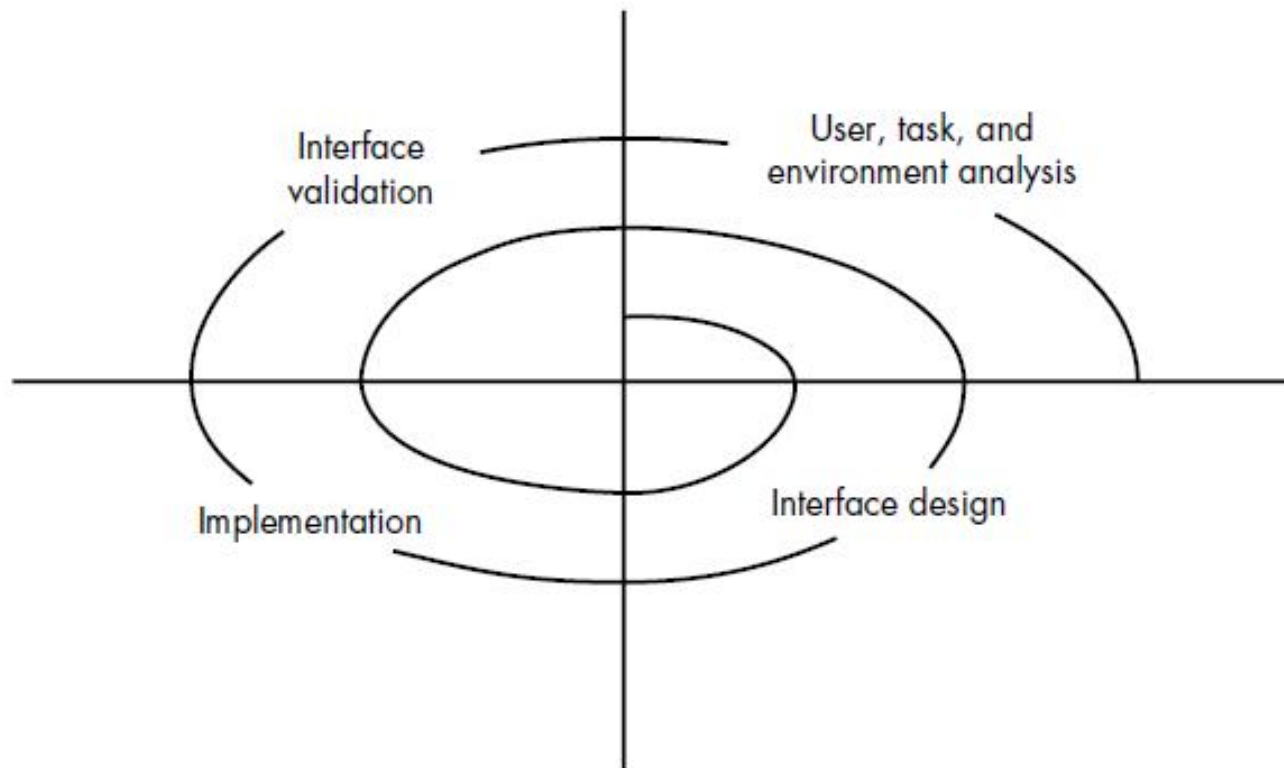 Interface
validation
User, task, and
environment analysis
Implementation
Interface design